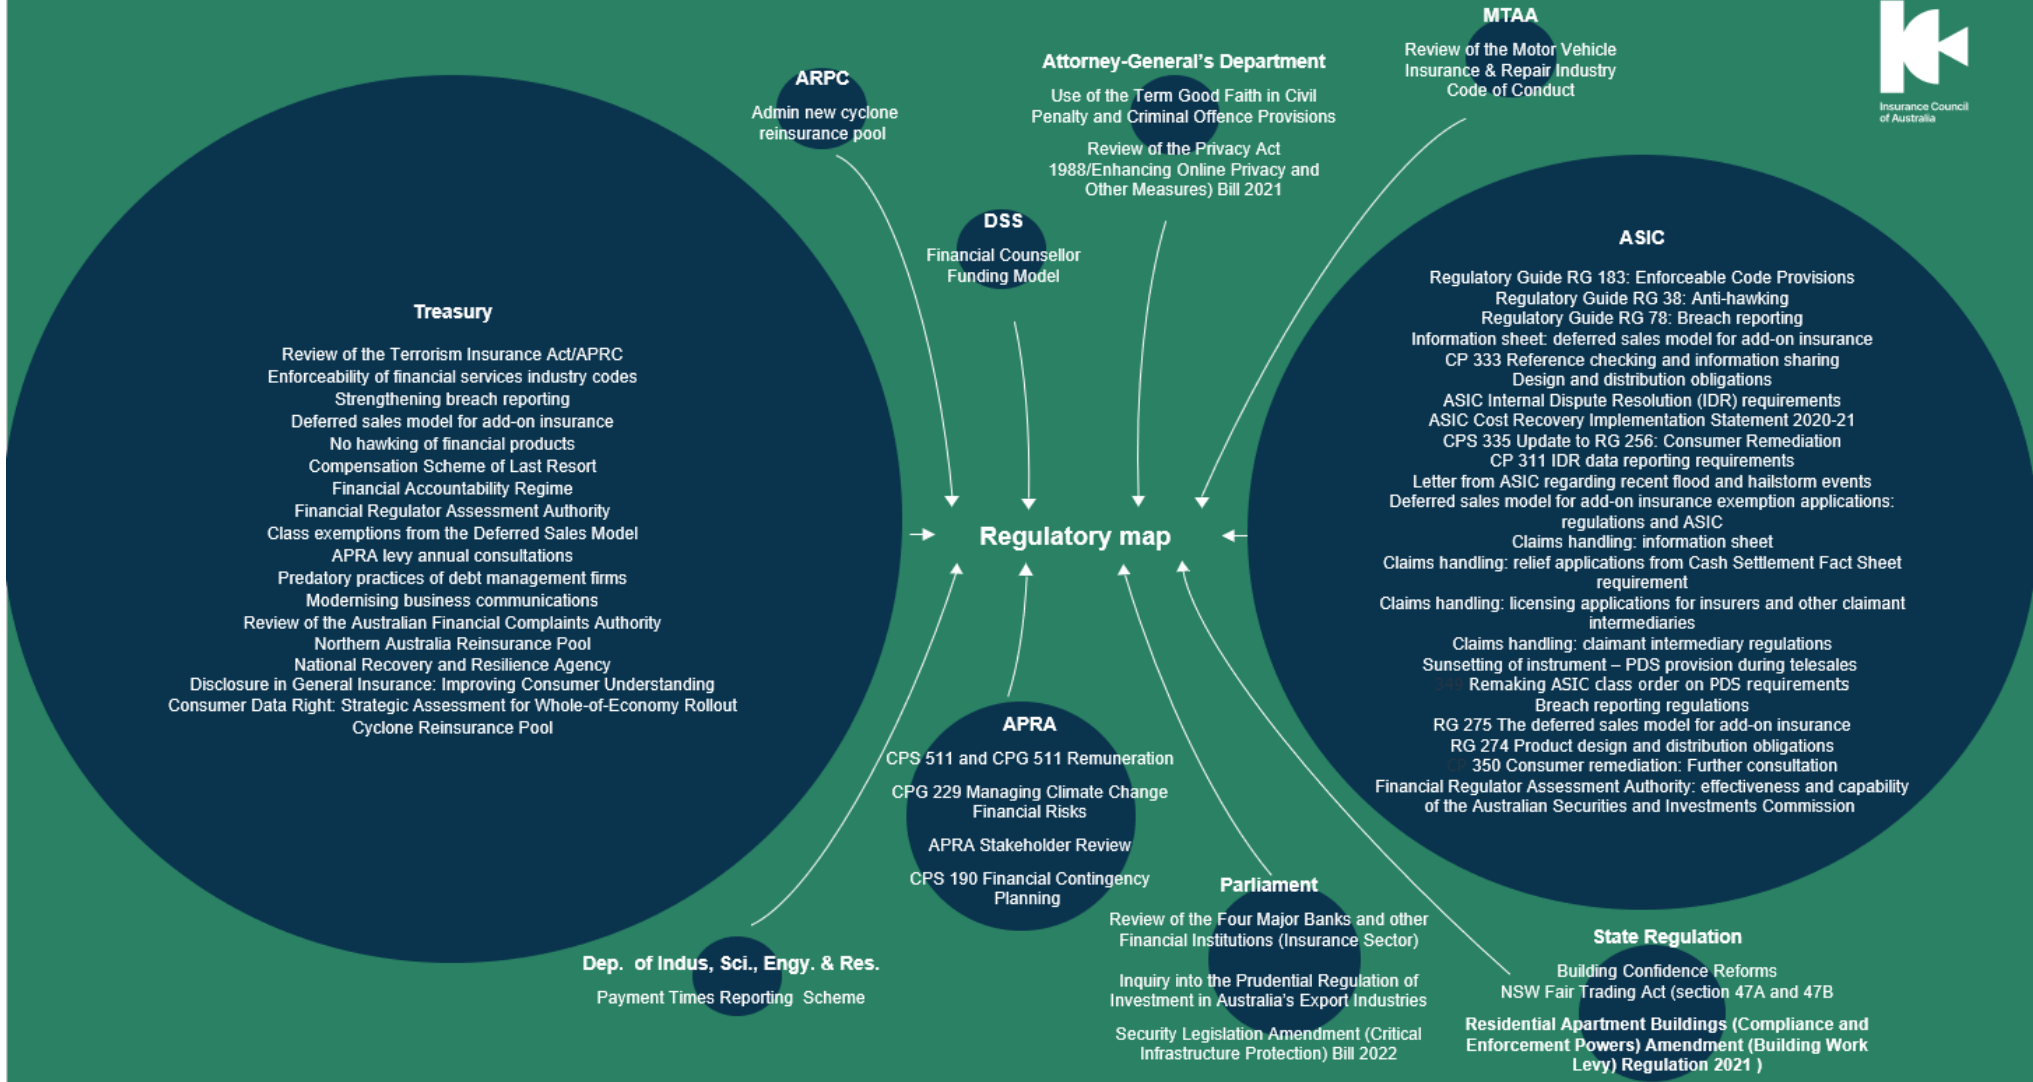 MTAA
Review of the Motor Vehicle
Insurance & Repair Industry
Code of Conduct
Insurance Council
of Australia
Attorney-General's Department
Use of the Term Good Faith in Civil
Penalty and Criminal Offence Provisions
Review of the Privacy Act
1988/Enhancing Online Privacy and
Other Measures) Bill 2021
ARPC
Admin new cyclone
reinsurance pool
DSS
Financial Counsellor
Funding Model
Treasury
Review of the Terrorism Insurance Act/APRC
Enforceability of financial services industry codes
Strengthening breach reporting
Deferred sales model for add-on insurance
No hawking of financial products
Compensation Scheme of Last Resort
Financial Accountability Regime
Financial Regulator Assessment Authority
Class exemptions from the Deferred Sales Model
APRA levy annual consultations
Predatory practices of debt management firms
Modernising business communications
Review of the Australian Financial Complaints Authority
Northern Australia Reinsurance Pool
National Recovery and Resilience Agency
Disclosure in General Insurance: Improving Consumer Understanding
Consumer Data Right: Strategic Assessment for Whole-of-Economy Rollout
Cyclone Reinsurance Pool
Regulatory map
ASIC
Regulatory Guide RG 183: Enforceable Code Provisions
Regulatory Guide RG 38: Anti-hawking
Regulatory Guide RG 78: Breach reporting
Information sheet: deferred sales model for add-on insurance
CP 333 Reference checking and information sharing
Design and distribution obligations
ASIC Internal Dispute Resolution (IDR) requirements
ASIC Cost Recovery Implementation Statement 2020-21
CPS 335 Update to RG 256: Consumer Remediation
CP 311 IDR data reporting requirements
Letter from ASIC regarding recent flood and hailstorm events
Deferred sales model for add-on insurance exemption applications:
regulations and ASIC
Claims handling: information sheet
Claims handling: relief applications from Cash Settlement Fact Sheet
requirement
Claims handling: licensing applications for insurers and other claimant
intermediaries
Claims handling: claimant intermediary regulations
Sunsetting of instrument – PDS provision during telesales
349 Remaking ASIC class order on PDS requirements
Breach reporting regulations
RG 275 The deferred sales model for add-on insurance
RG 274 Product design and distribution obligations
CP 350 Consumer remediation: Further consultation
Financial Regulator Assessment Authority: effectiveness and capability
of the Australian Securities and Investments Commission
APRA
CPS 511 and CPG 511 Remuneration
CPG 229 Managing Climate Change
Financial Risks
APRA Stakeholder Review
CPS 190 Financial Contingency
Planning
Dep. of Indus, Sci., Engy. & Res.
Payment Times Reporting Scheme
Parliament
Review of the Four Major Banks and other
Financial Institutions (Insurance Sector)
Inquiry into the Prudential Regulation of
Investment in Australia's Export Industries
Security Legislation Amendment (Critical
Infrastructure Protection) Bill 2022
State Regulation
Building Confidence Reforms
NSW Fair Trading Act (section 47A and 47B
Residential Apartment Buildings (Compliance and
Enforcement Powers) Amendment (Building Work
Levy) Regulation 2021 )